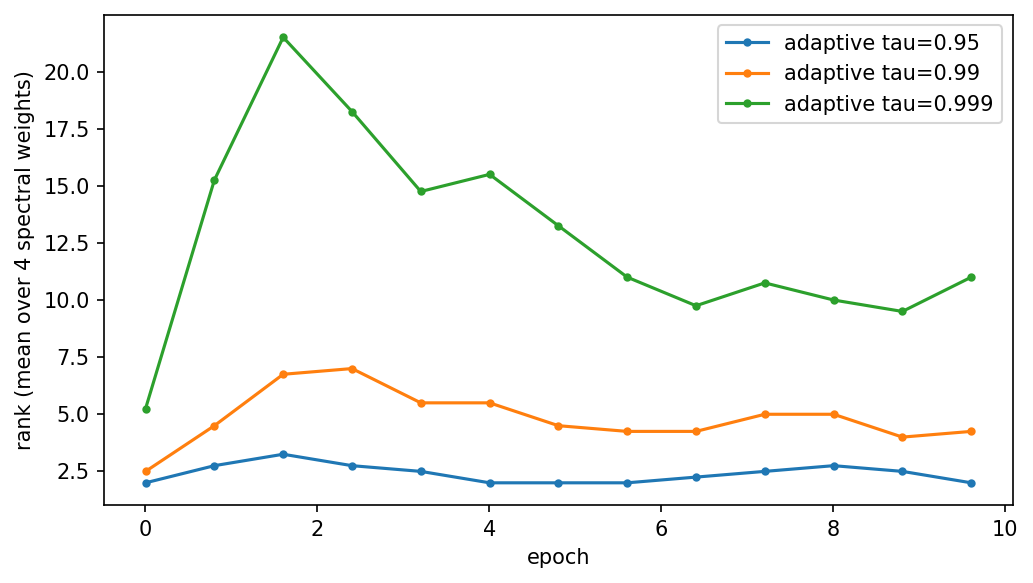 adaptive tau=0.95
adaptive tau=0.99
adaptive tau=0.999
rank (mean over 4 spectral weights)
20.0
17.5
15.0
12.5
10.0
7.5
5.0
2.5
0 2 4 6 8 10
epoch